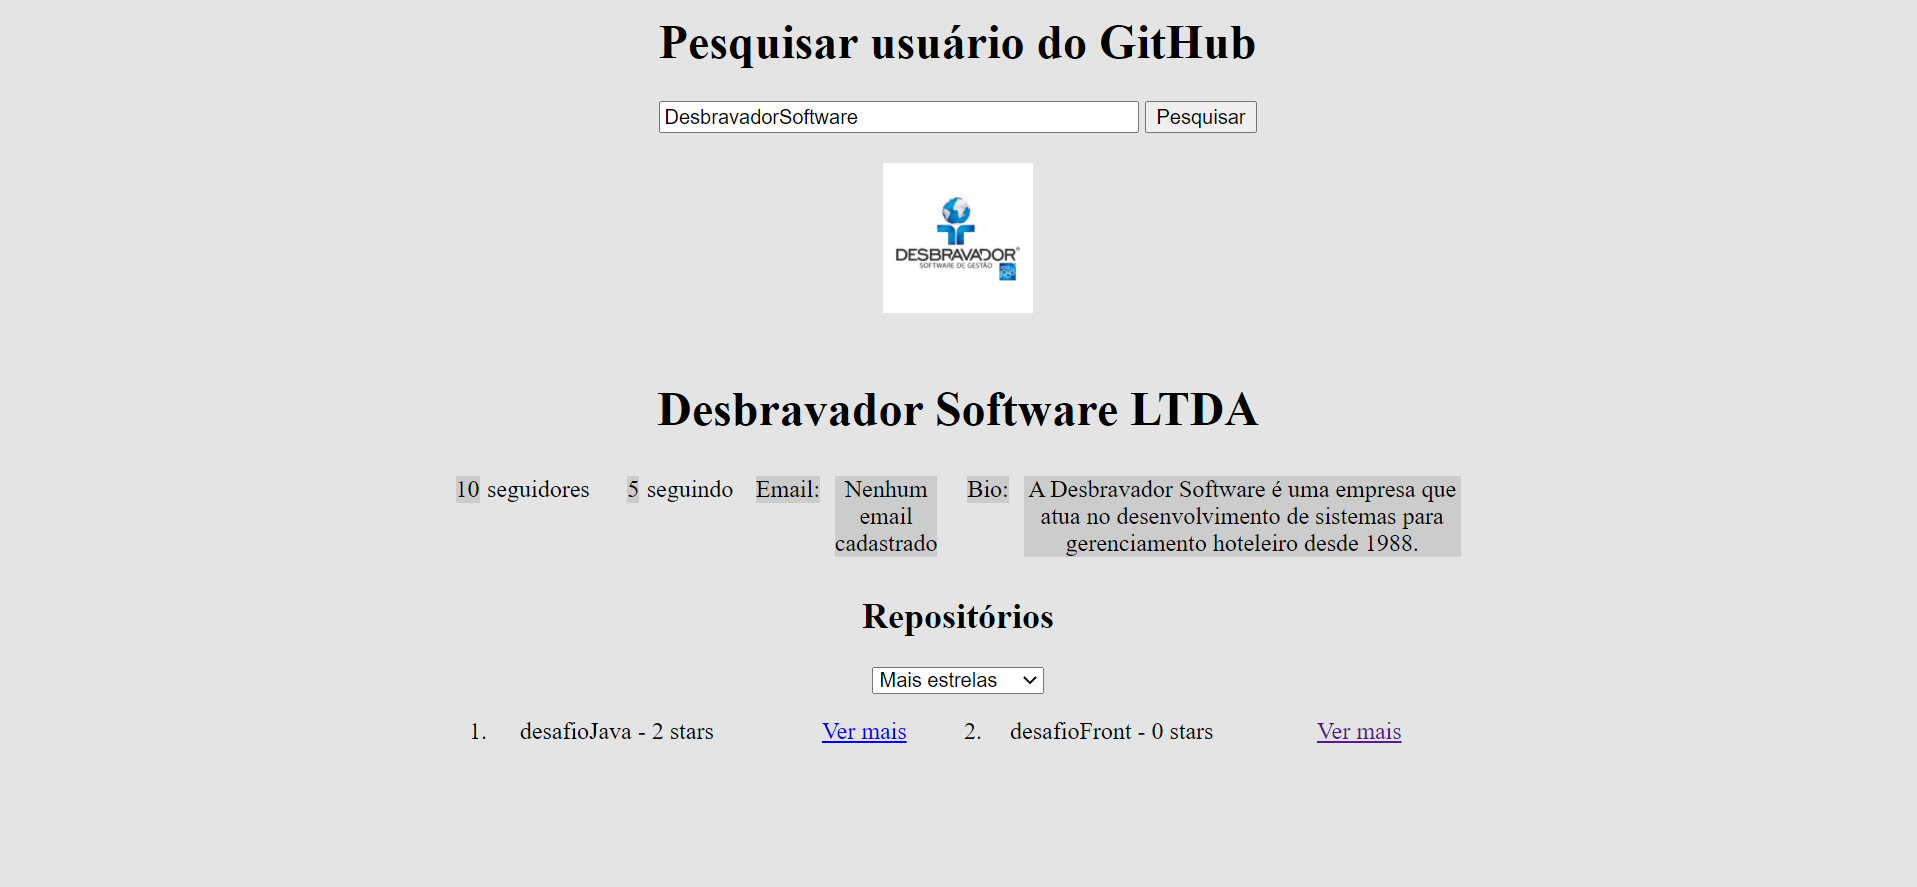 Pesquisar usuário do GitHub
DesbravadorSoftware
Pesquisar
DESBRAVADOR®
SOFTWARE DE GESTÃO
Desbravador Software LTDA
10 seguidores
5 seguindo
Email:
Nenhum
email
cadastrado
Bio:
A Desbravador Software é uma empresa que
atua no desenvolvimento de sistemas para
gerenciamento hoteleiro desde 1988.
Repositórios
Mais estrelas
1. desafioJava - 2 stars Ver mais
2. desafioFront - 0 stars Ver mais